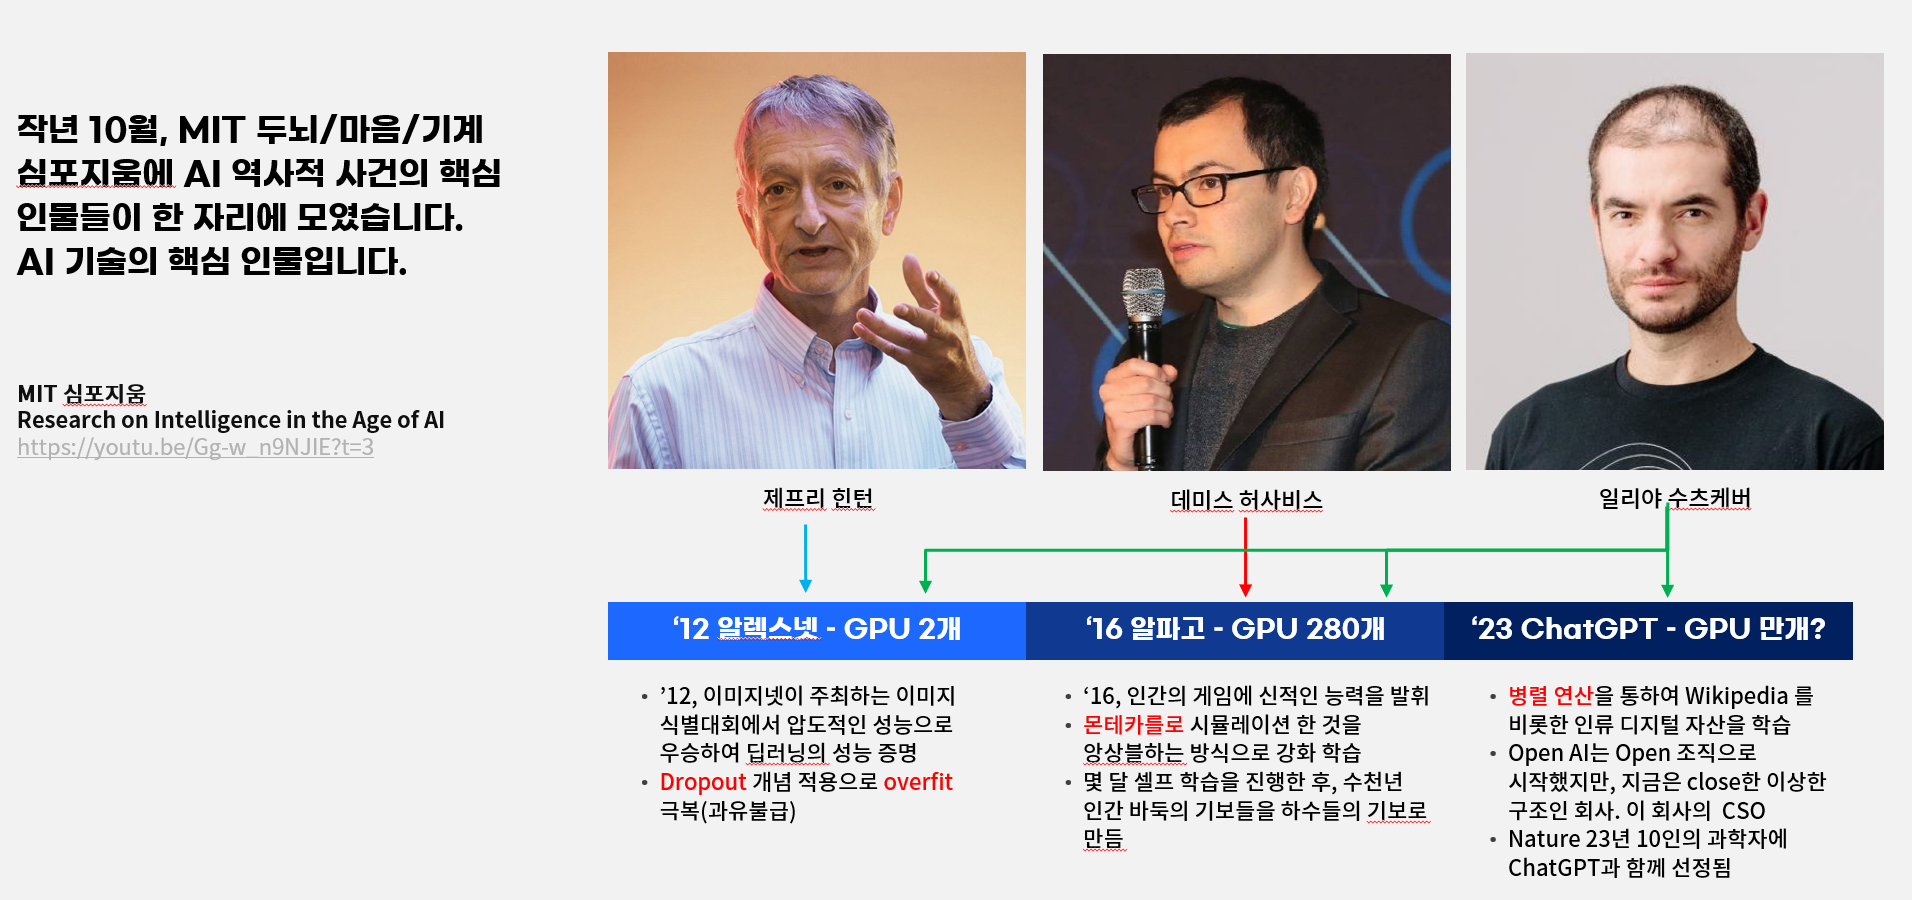 작년 10월, MIT 두뇌/마음/기계
심포지움에 AI 역사적 사건의 핵심
인물들이 한 자리에 모였습니다.
AI 기술의 핵심 인물입니다.
MIT 심포지움
Research on Intelligence in the Age of AI
https://youtu.be/Gg-w_n9NJIE?t=3
제프리 힌턴
데미스 허사비스
일리야 수츠케버
‘12 알렉스넷 - GPU 2개
‘16 알파고 - GPU 280개
‘23 ChatGPT - GPU 만개?
• ’12, 이미지넷이 주최하는 이미지
식별대회에서 압도적인 성능으로
우승하여 딥러닝의 성능 증명
• Dropout 개념 적용으로 overfit
극복(과유불급)
• ‘16, 인간의 게임에 신적인 능력을 발휘
• 몬테카를로 시뮬레이션 한 것을
앙상블하는 방식으로 강화 학습
• 몇 달 셀프 학습을 진행한 후, 수천년
인간 바둑의 기보들을 하수들의 기보로
만듬
• 병렬 연산을 통하여 Wikipedia 를
비롯한 인류 디지털 자산을 학습
• Open AI는 Open 조직으로
시작했지만, 지금은 close한 이상한
구조인 회사. 이 회사의 CSO
• Nature 23년 10인의 과학자에
ChatGPT과 함께 선정됨